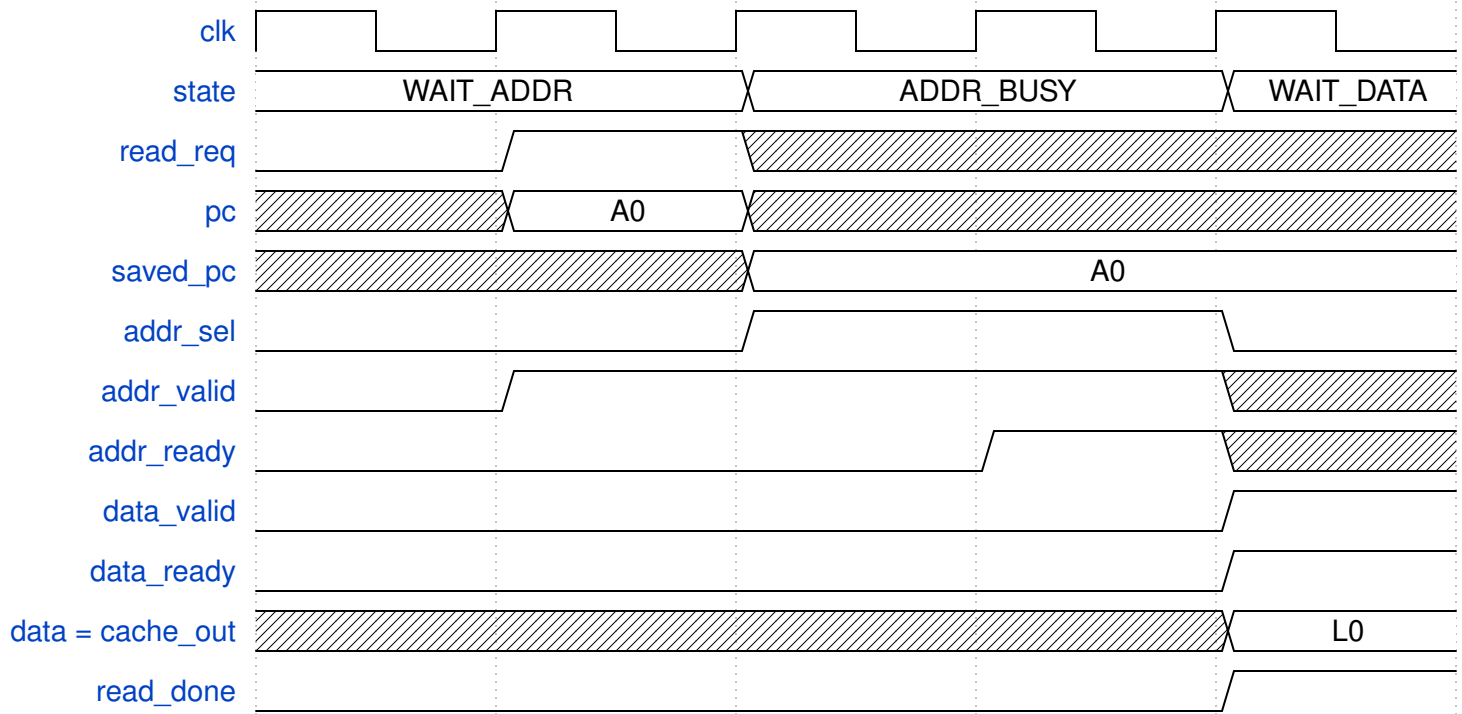 clk
state WAIT_ADDR ADDR_BUSY WAIT_DATA
read_req
pc A0
saved_pc A0
addr_sel
addr_valid
addr_ready
data_valid
data_ready
data = cache_out L0
read_done